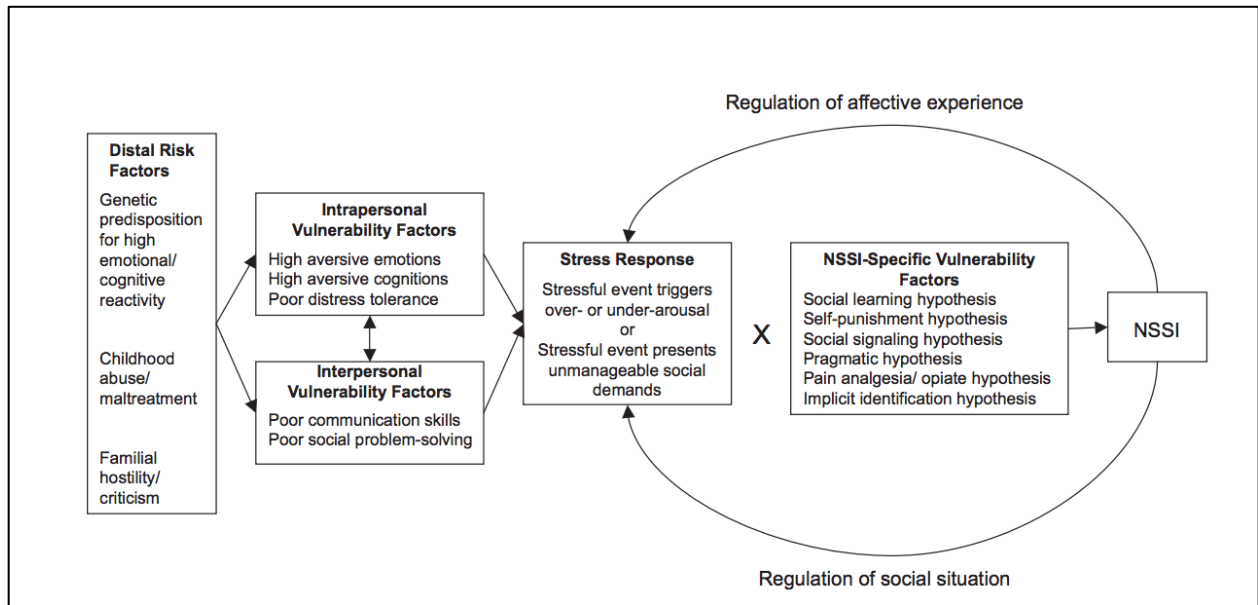 Regulation of affective experience
Distal Risk
Factors
Genetic
predisposition
for high
emotional/
cognitive
reactivity
Childhood
abuse/
maltreatment
Familial
hostility/
criticism
Intrapersonal
Vulnerability Factors
High aversive emotions
High aversive cognitions
Poor distress tolerance
Interpersonal
Vulnerability Factors
Poor communication skills
Poor social problem-solving
Stress Response
Stressful event triggers
over- or under-arousal
or
Stressful event presents
unmanageable social
demands
X
NSSI-Specific Vulnerability
Factors
Social learning hypothesis
Self-punishment hypothesis
Social signaling hypothesis
Pragmatic hypothesis
Pain analgesia/ opiate hypothesis
Implicit identification hypothesis
NSSI
Regulation of social situation